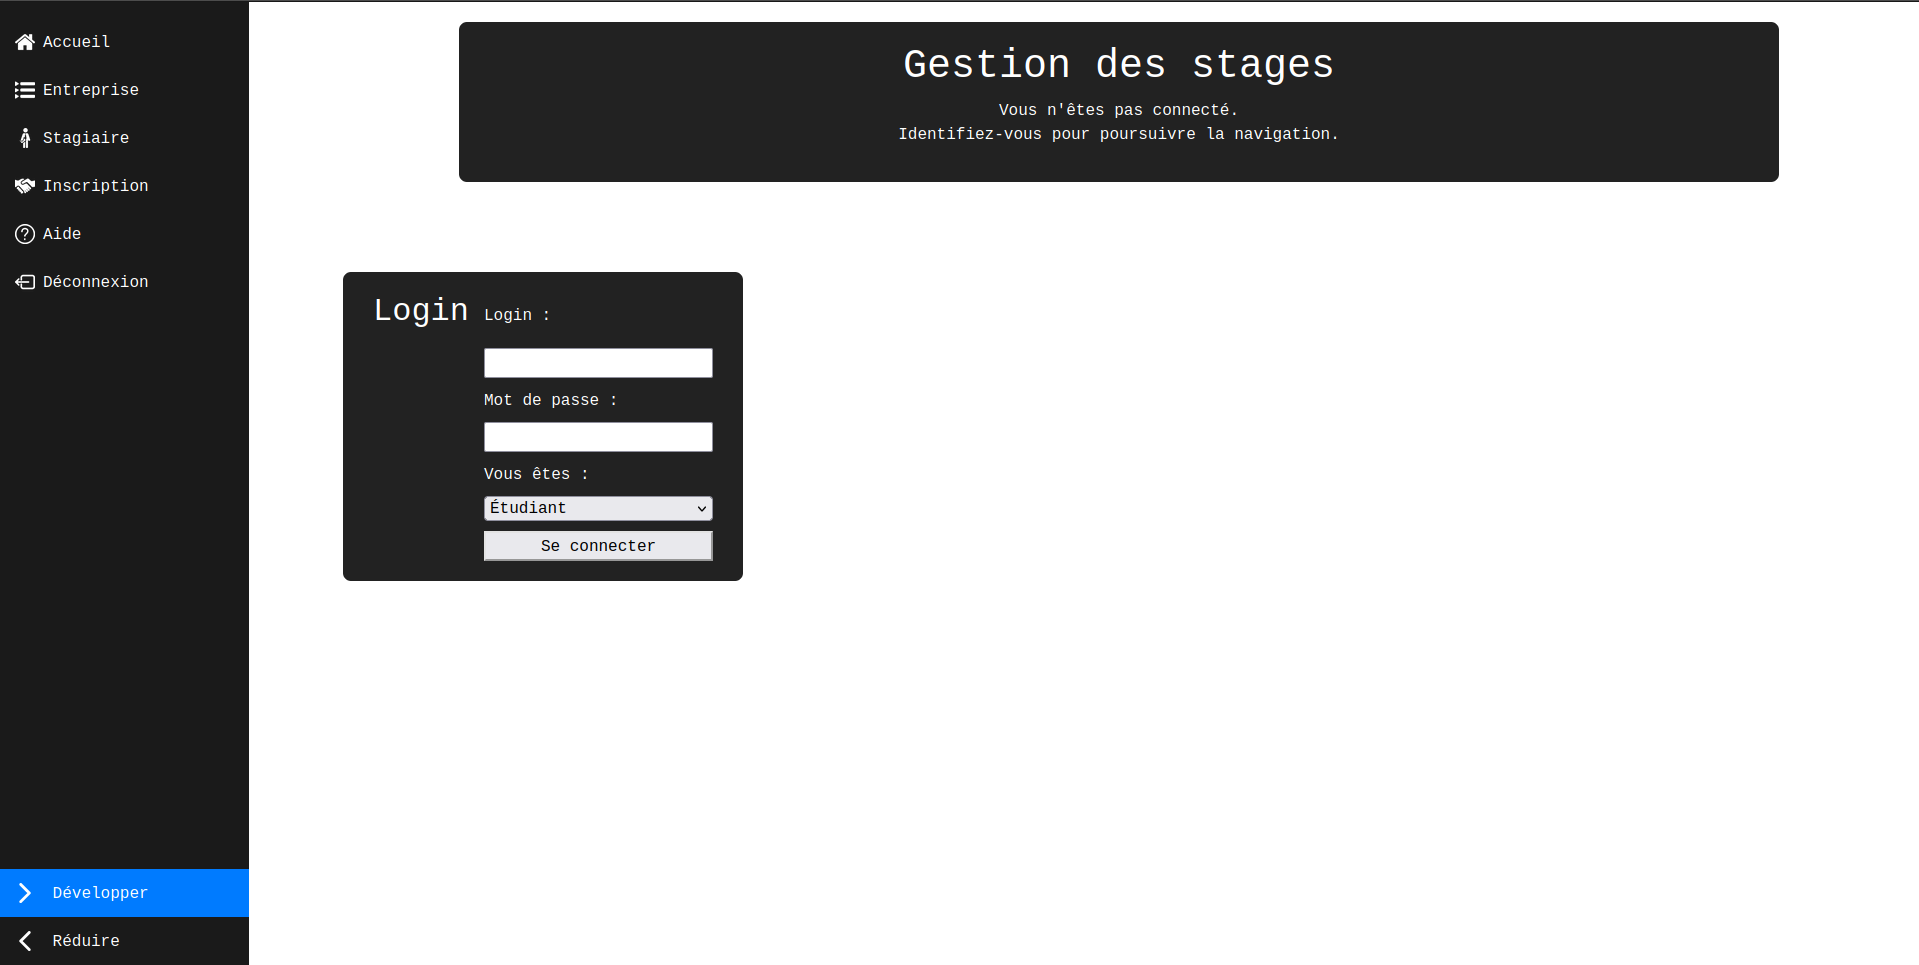 Accueil
Entreprise
Stagiaire
Inscription
Aide
Déconnexion
Développer
Réduire
Gestion des stages
Vous n'êtes pas connecté.
Identifiez-vous pour poursuivre la navigation.
Login
Login :
Mot de passe :
Vous êtes :
Étudiant
Se connecter